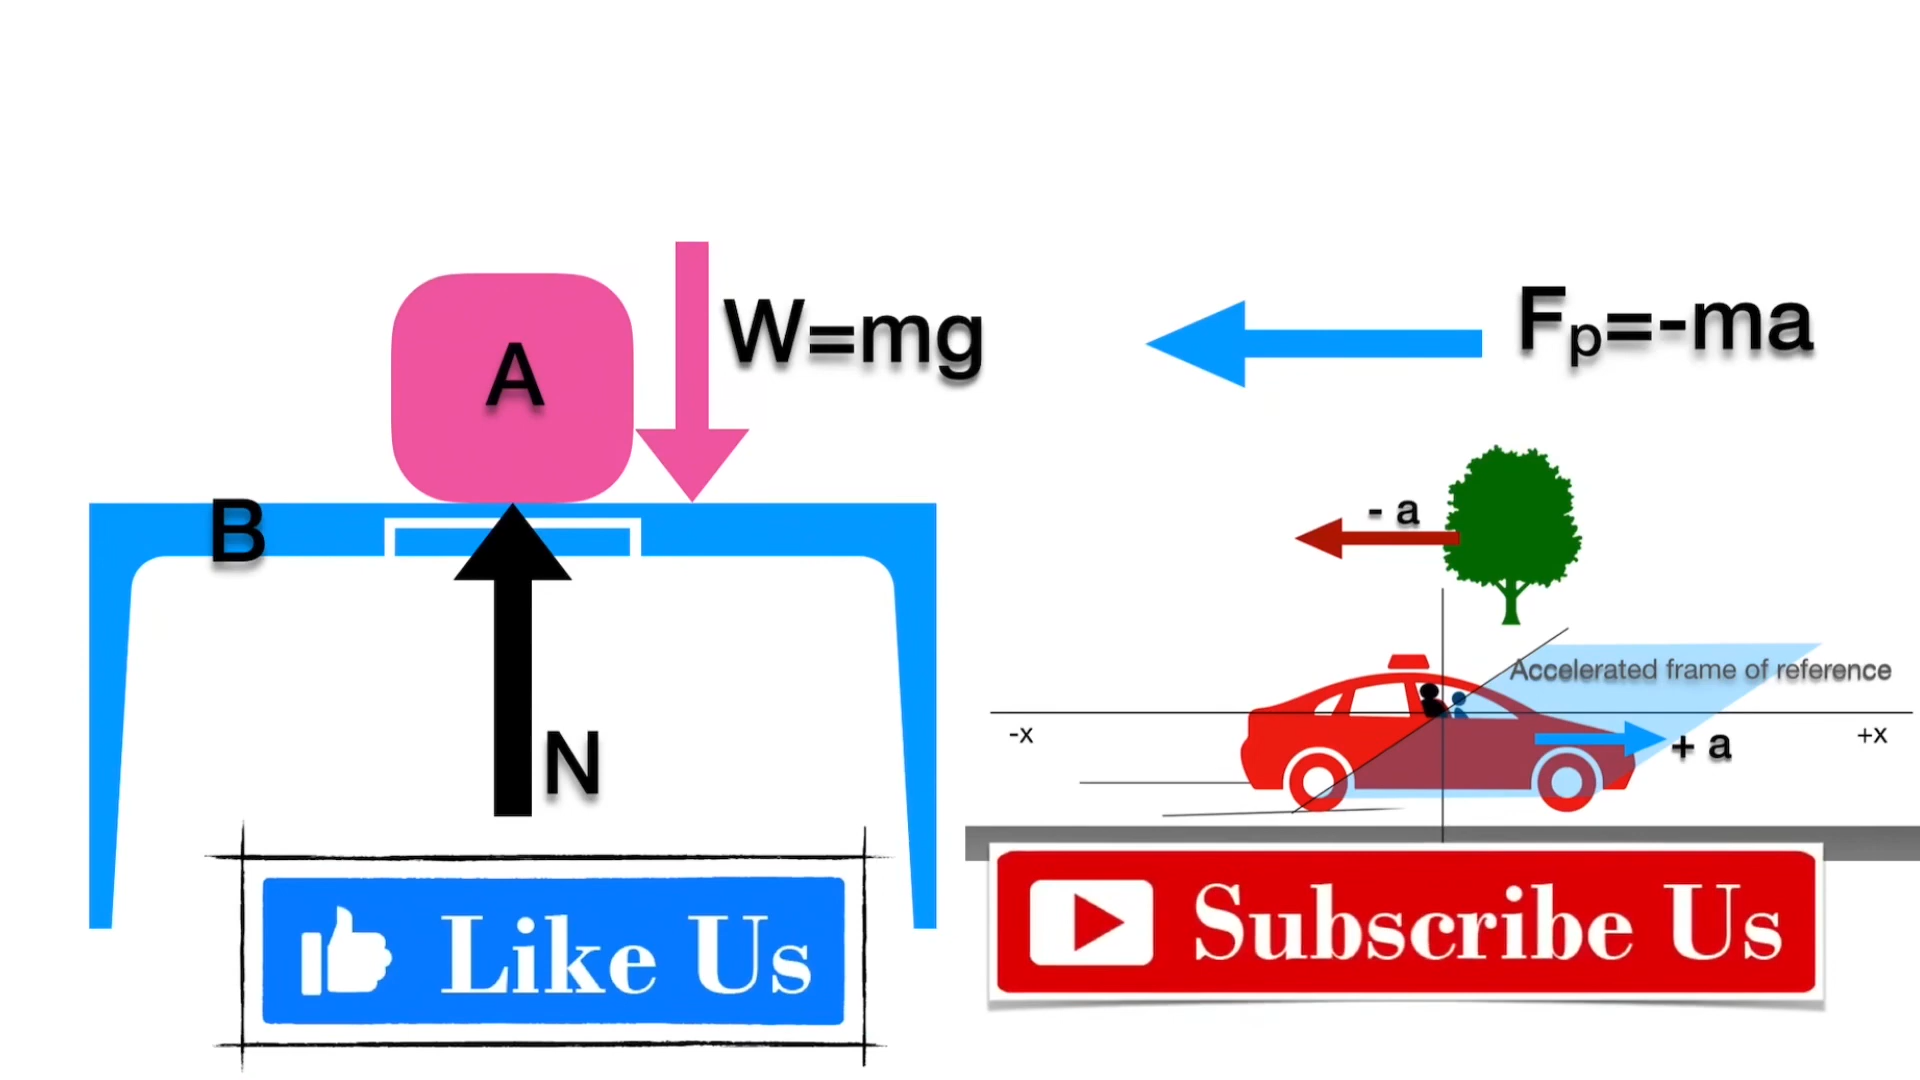 A
W=mg
B
N
Like Us
Fₚ=-ma
- a
Accelerated frame of reference
-x
+x
+ a
Subscribe Us